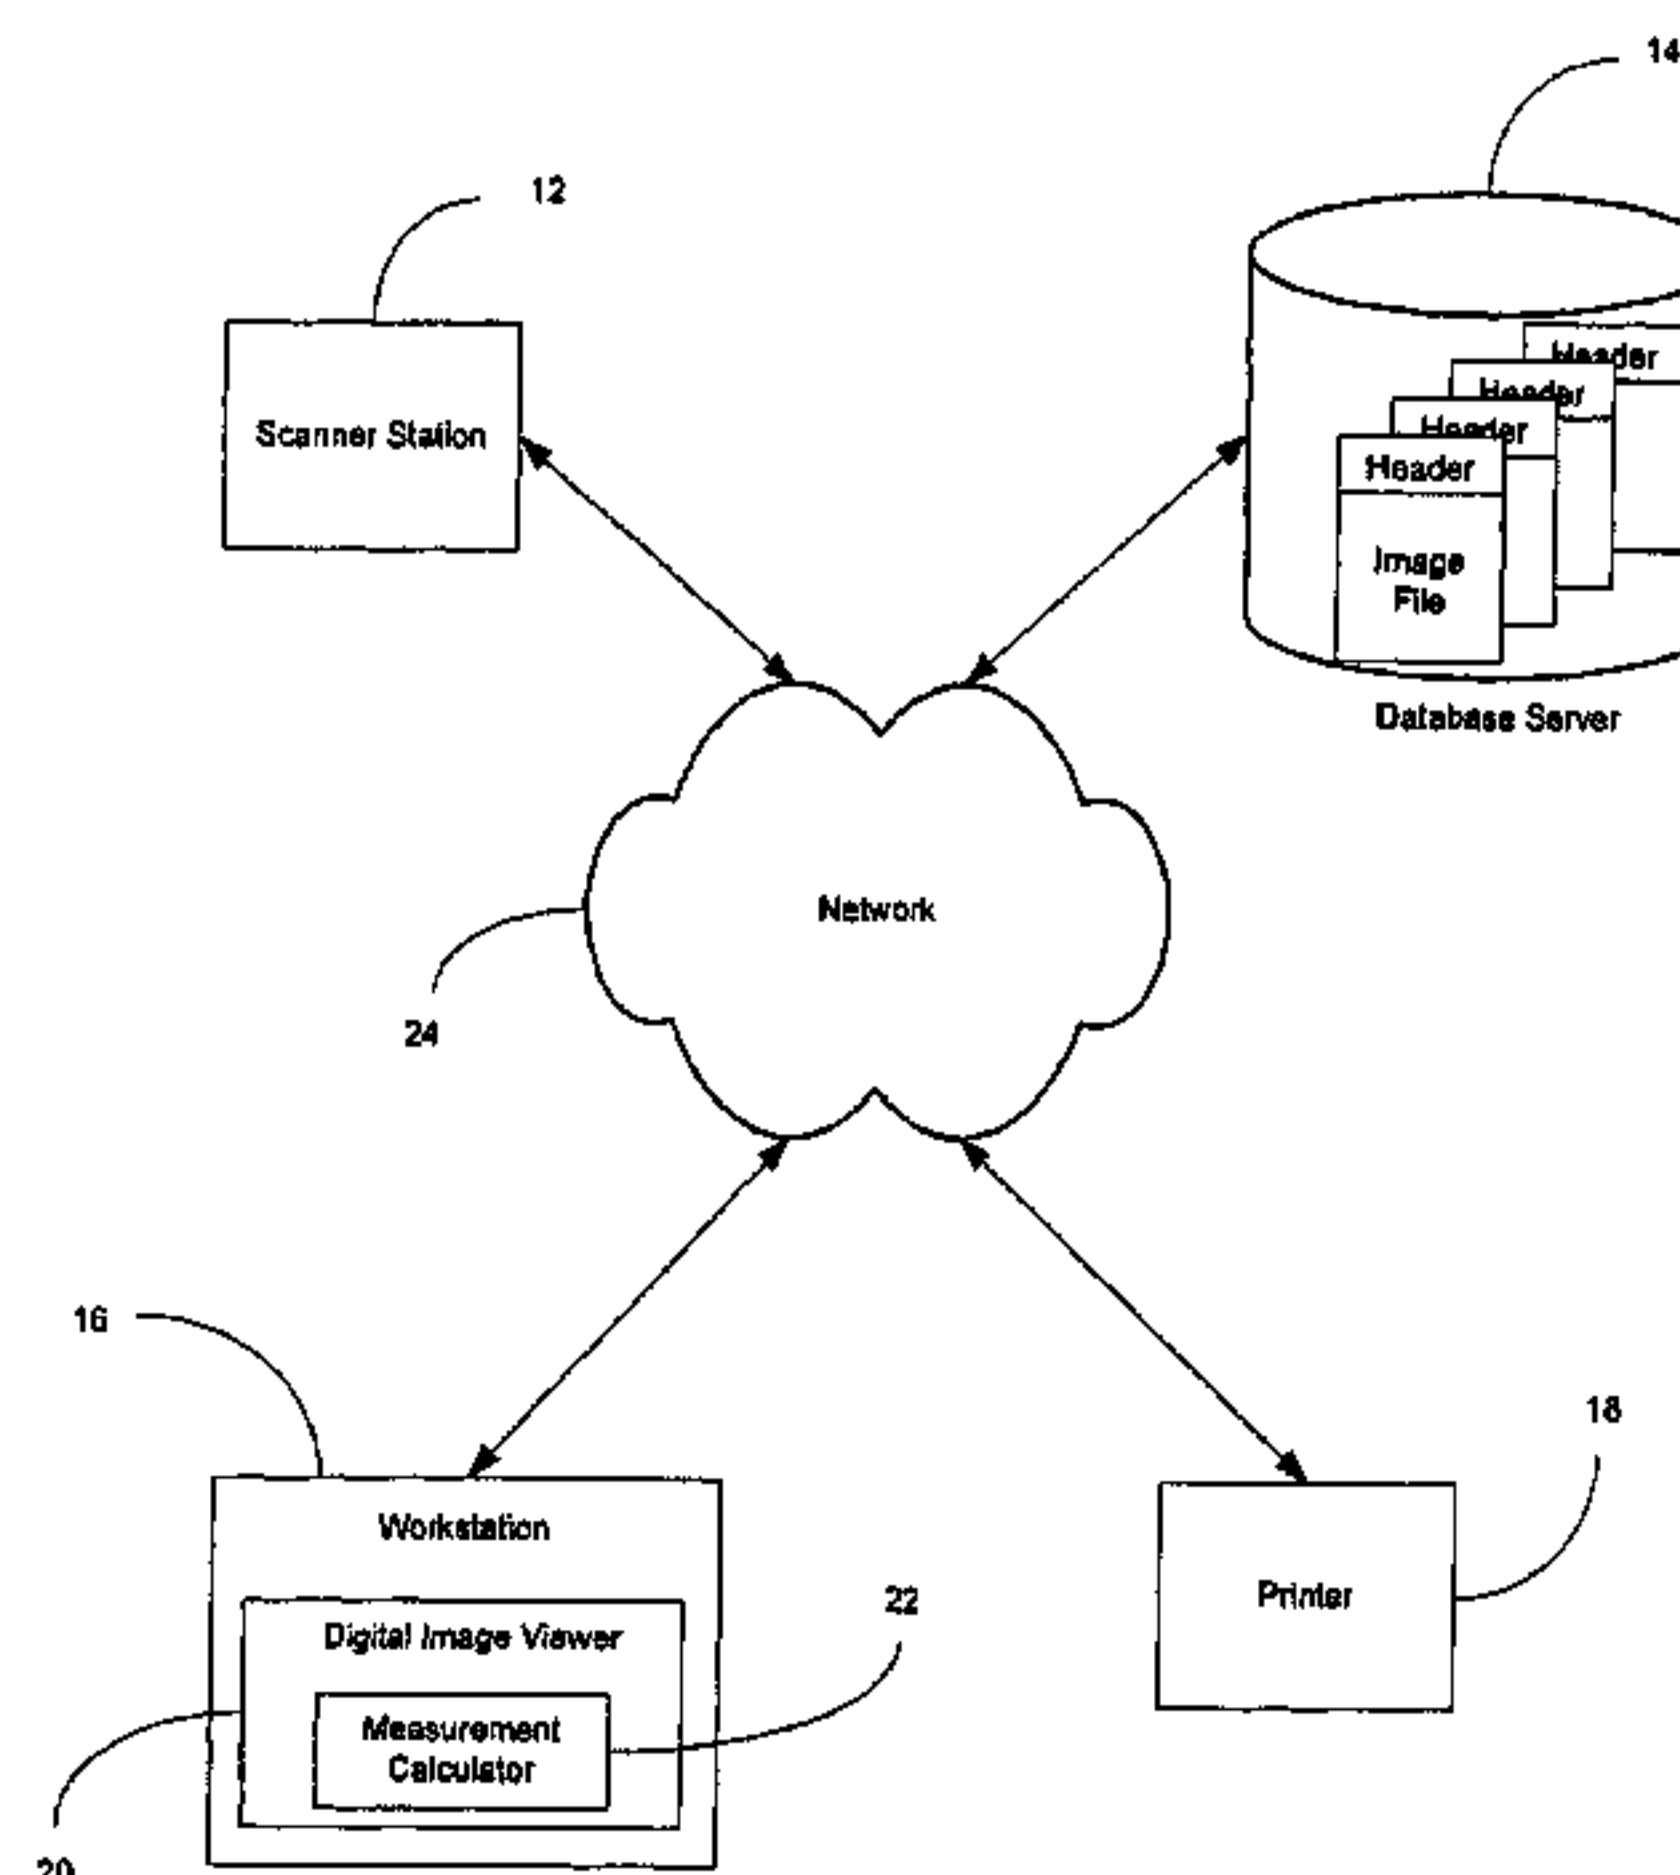 14
12
Header
Header
Scanner Station
Header
Header
Image
File
Database Server
Network
24
16
18
Workstation
Printer
22
Digital Image Viewer
Measurement
Calculator
20